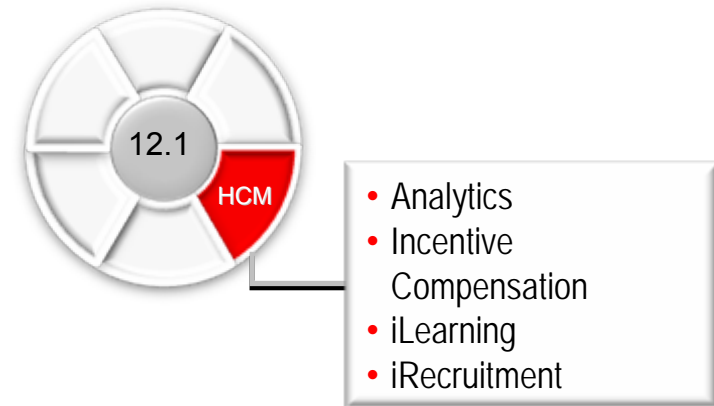 12.1
HCM
• Analytics
• Incentive
Compensation
• iLearning
• iRecruitment